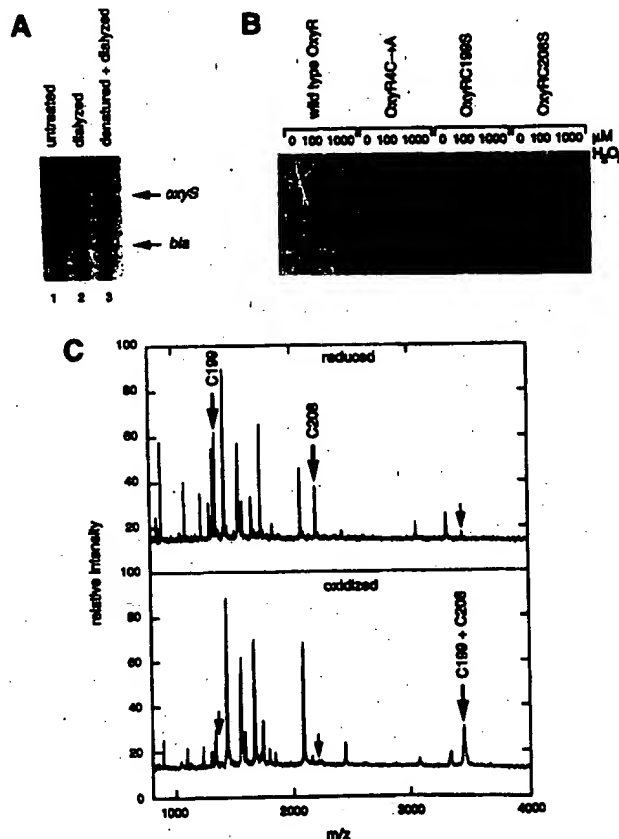 A
untreated
dialyzed
denatured + dialyzed
oxyS
bla
1 2 3
B
wild type OxyR
OxyR4C→A
OxyRC199S
OxyRC208S
0 100 1000 0 100 1000 0 100 1000 0 100 1000 μM
H₂O₂
C
100
80
60
40
20
reduced
C199
C208
relative intensity
100
80
60
40
20
0
oxidized
C199 + C208
1000 2000 3000 4000
m/z